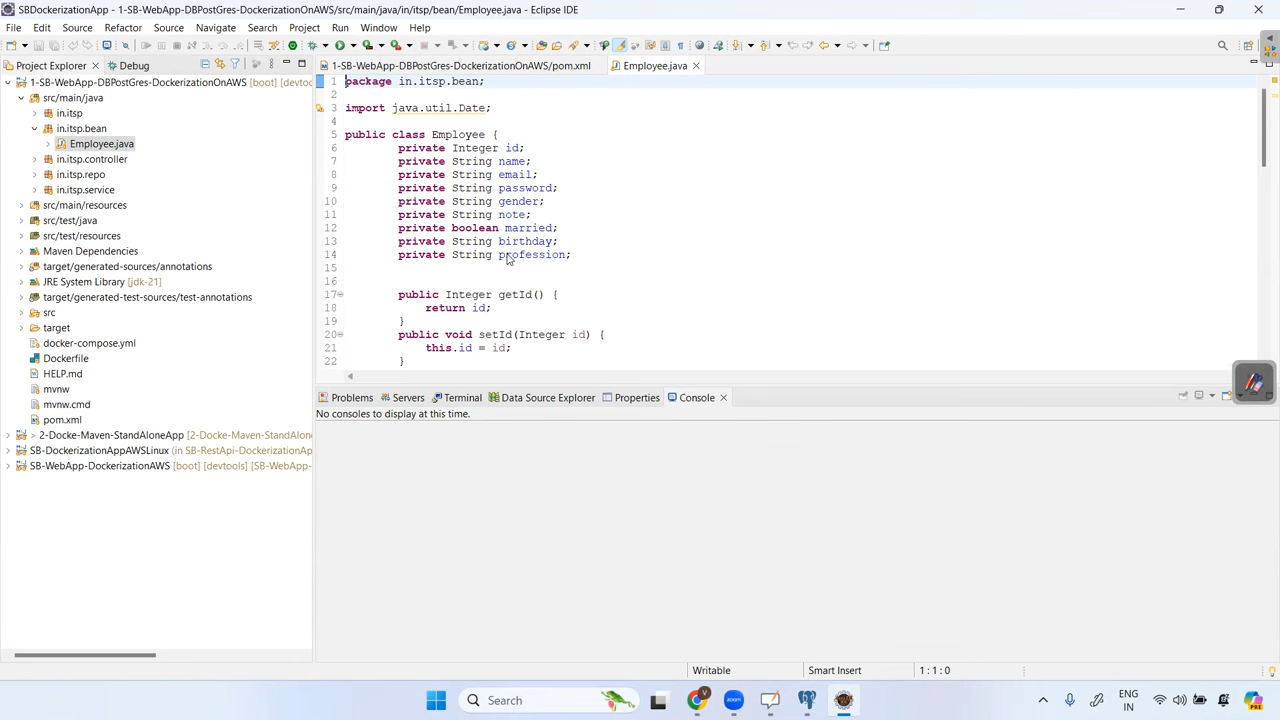 SBDockerizationApp - 1-SB-WebApp-DBPostGres-DockerizationOnAWS/src/main/java/in/itsp/bean/Employee.java - Eclipse IDE
File Edit Source Refactor Source Navigate Search Project Run Window Help
Project Explorer
Debug
1-SB-WebApp-DBPostGres-DockerizationOnAWS/pom.xml
Employee.java
1-SB-WebApp-DBPostGres-DockerizationOnAWS [boot] [devtoo
src/main/java
in.itsp
in.itsp.bean
Employee.java
in.itsp.controller
in.itsp.repo
in.itsp.service
src/main/resources
src/test/java
src/test/resources
Maven Dependencies
target/generated-sources/annotations
JRE System Library [jdk-21]
target/generated-test-sources/test-annotations
src
target
docker-compose.yml
Dockerfile
HELP.md
mvnw
mvnw.cmd
pom.xml
> 2-Docke-Maven-StandAloneApp [2-Docke-Maven-StandAlon
SB-DockerizationAppAWSLinux (in SB-RestApi-DockerizationAp
SB-WebApp-DockerizationAWS [boot] [devtools] [SB-WebApp-
1 package in.itsp.bean;
2
3 import java.util.Date;
4
5 public class Employee {
6 private Integer id;
7 private String name;
8 private String email;
9 private String password;
10 private String gender;
11 private String note;
12 private boolean married;
13 private String birthday;
14 private String profession;
15
16
17 public Integer getId() {
18 return id;
19 }
20 public void setId(Integer id) {
21 this.id = id;
22 }
Problems Servers Terminal Data Source Explorer Properties Console
No consoles to display at this time.
Writable Smart Insert 1 : 1 : 0
Search
zoom
ENG
IN
PRE